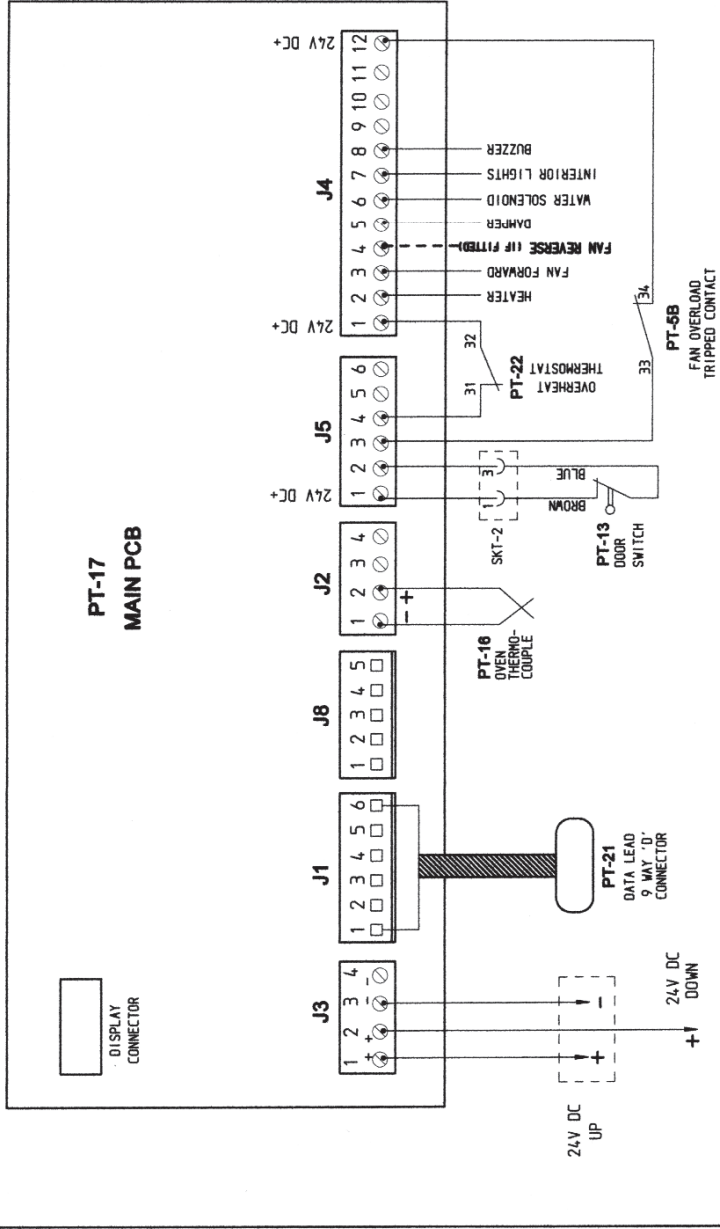 PT-17
MAIN PCB
DISPLAY
CONNECTOR
J3
1 2 3 4
+ + - -
J1
1 2 3 4 5 6
J8
1 2 3 4 5
J2
1 2 3 4
- +
J5
1 2 3 4 5 6
24V DC+
J4
1 2 3 4 5 6 7 8 9 10 11 12
24V DC+
24V DC+
HEATER
FAN FORWARD
FAN REVERSE (IF FITTED)
DAMPER
WATER SOLENOID
INTERIOR LIGHTS
BUZZER
31 32
PT-22
OVERHEAT
THERMOSTAT
33 34
PT-5B
FAN OVERLOAD
TRIPPED CONTACT
SKT-2
1 3
BROWN
BLUE
PT-13
DOOR
SWITCH
PT-16
OVEN
THERMO-
COUPLE
PT-21
DATA LEAD
9 WAY 'D'
CONNECTOR
24V DC
UP
+ -
+
24V DC
DOWN